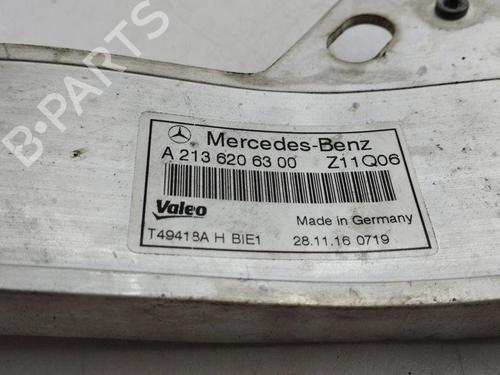 B-PARTS
Mercedes-Benz
A 213 620 63 00 Z11Q06
Valeo
Made in Germany
T49418A H BIE1 28.11.16 0719